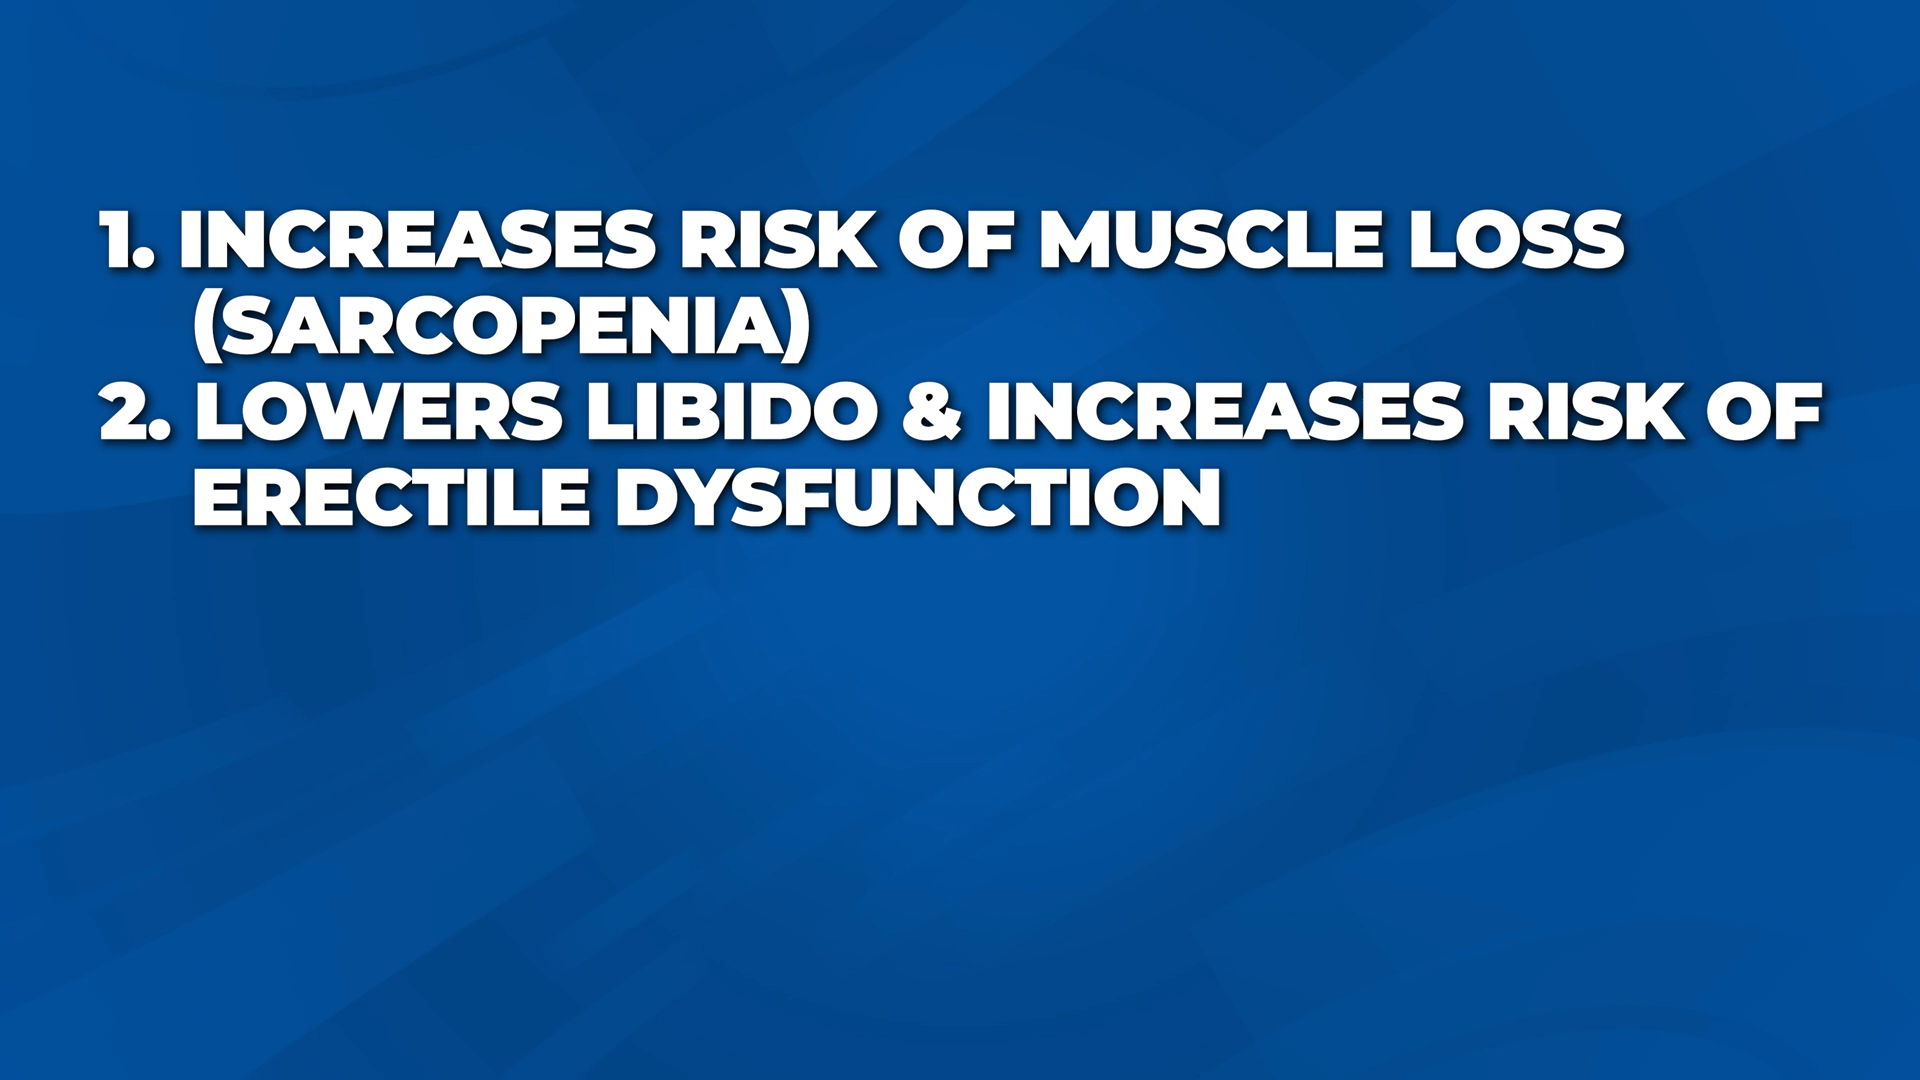 1. INCREASES RISK OF MUSCLE LOSS
(SARCOPENIA)
2. LOWERS LIBIDO & INCREASES RISK OF
ERECTILE DYSFUNCTION